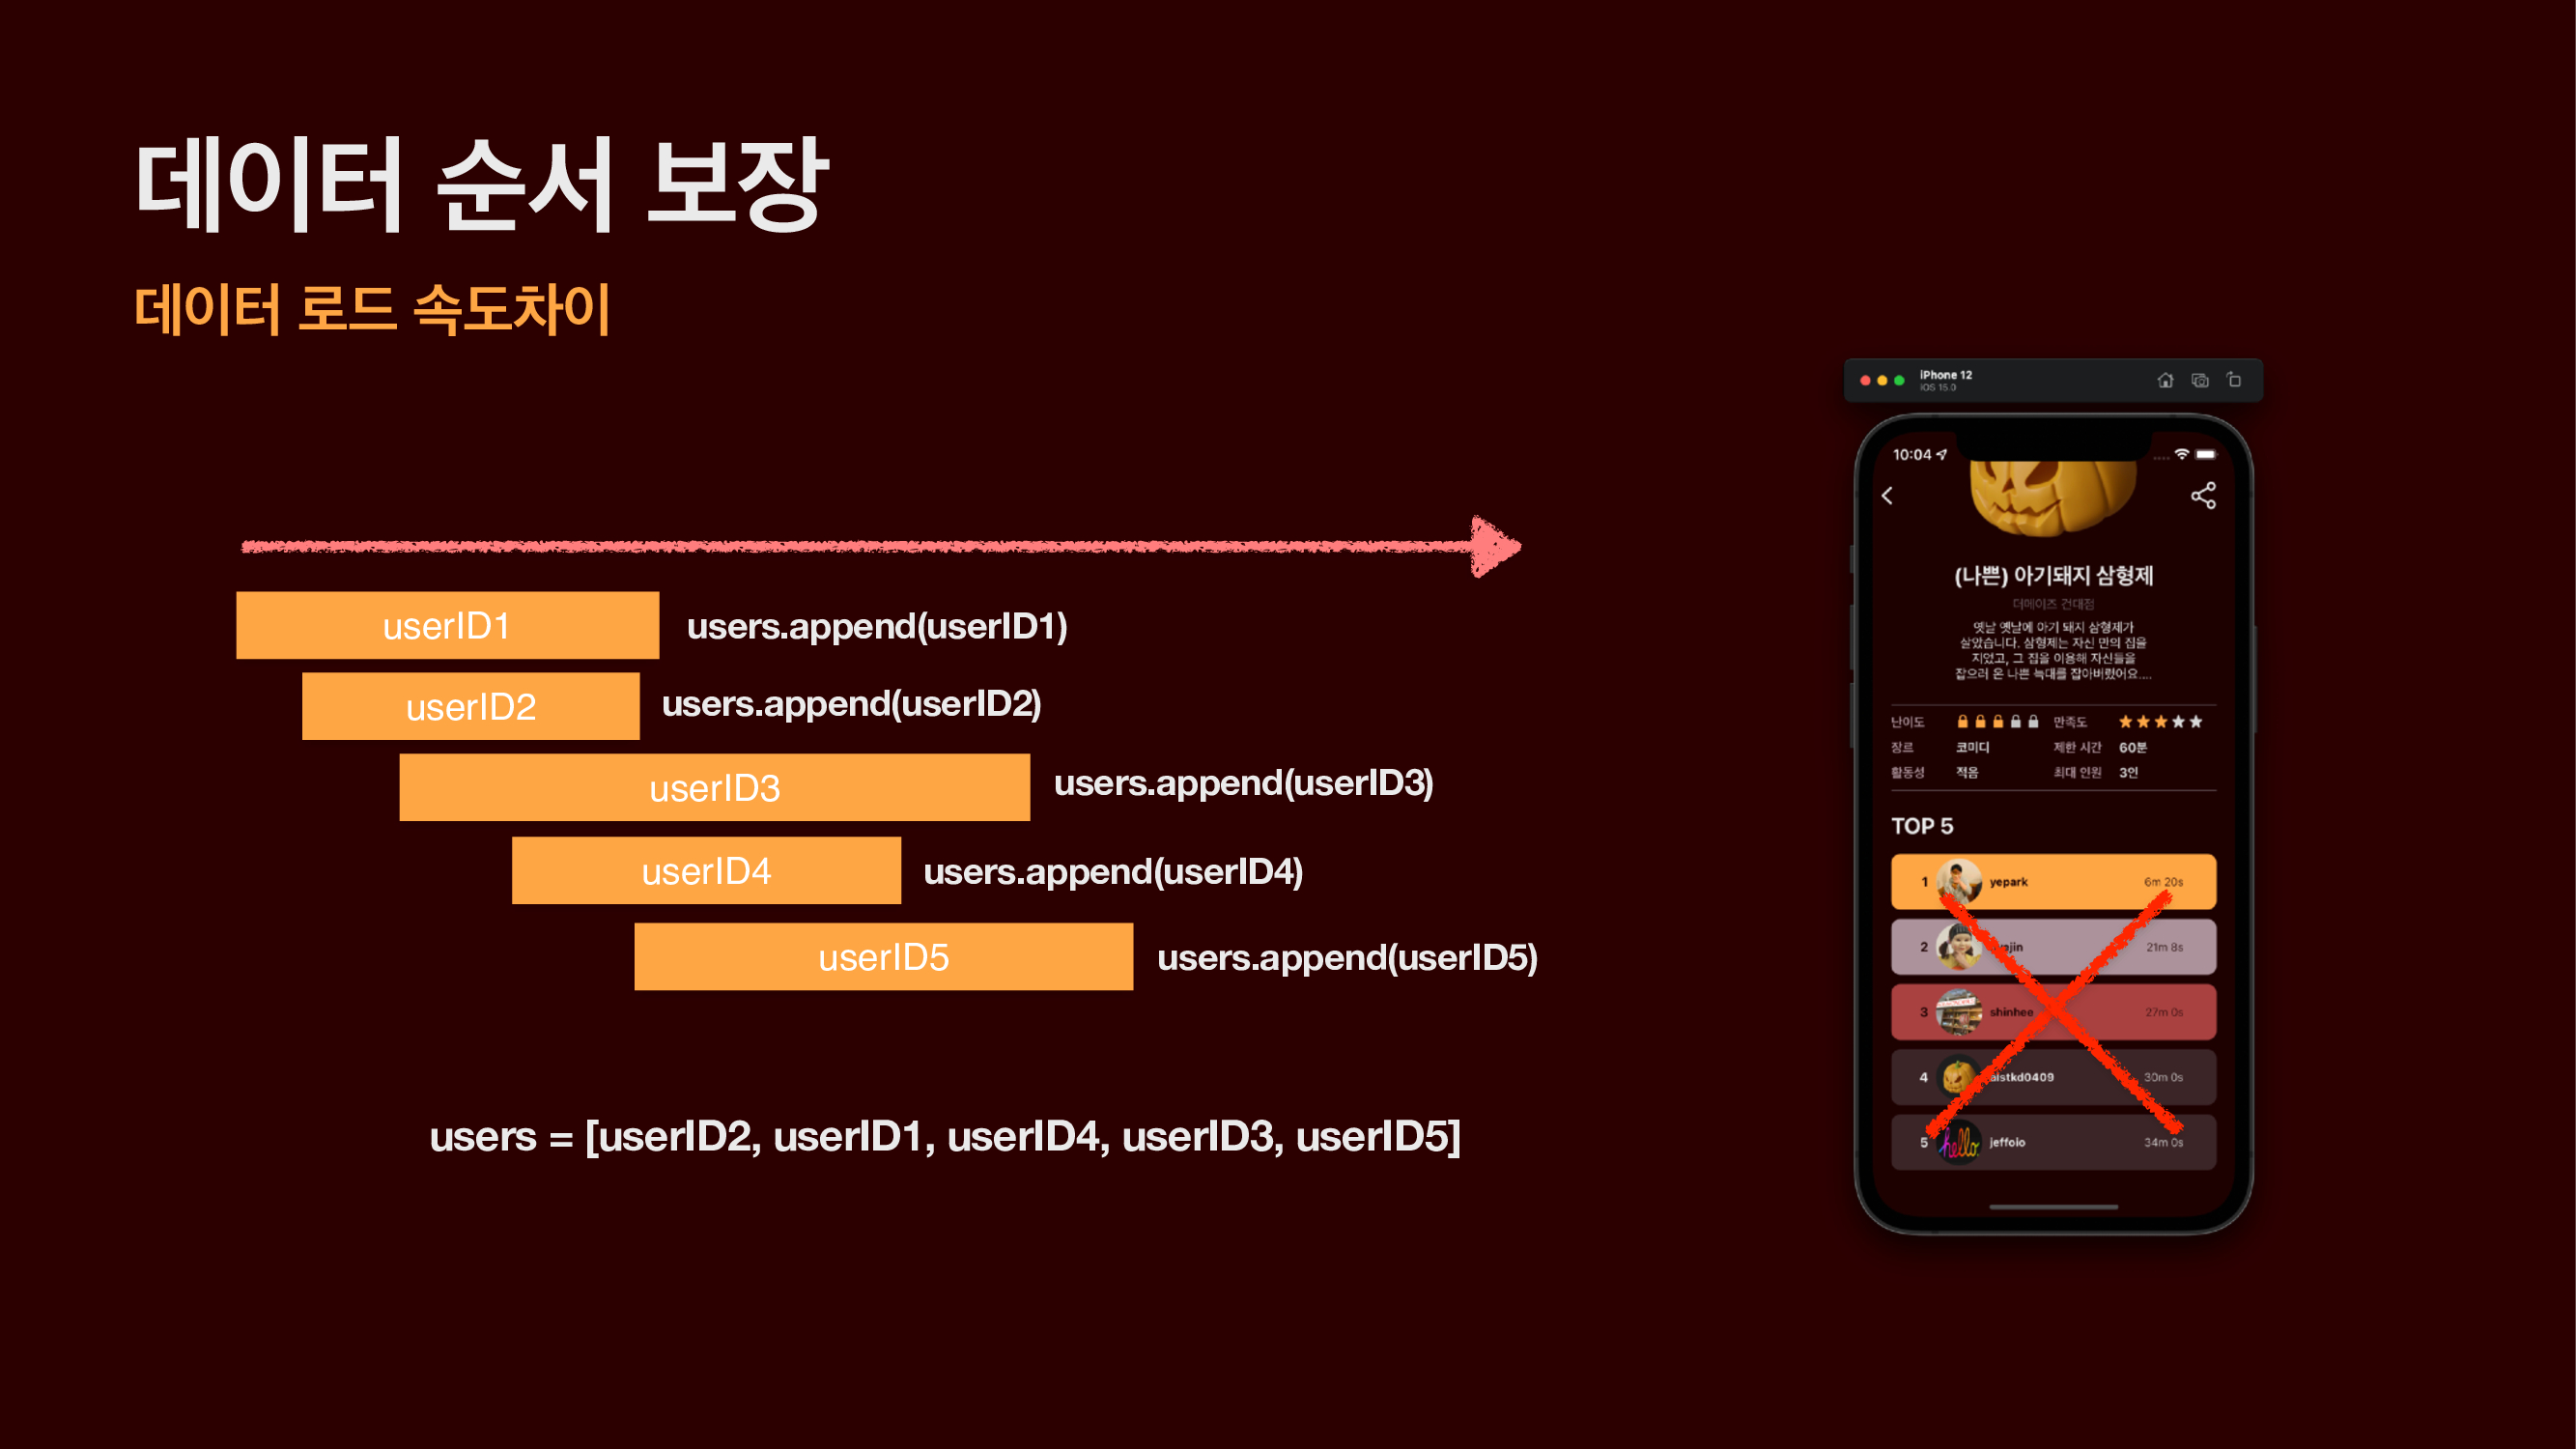 데이터 순서 보장
데이터 로드 속도차이
userID1
users.append(userID1)
userID2
users.append(userID2)
userID3
users.append(userID3)
userID4
users.append(userID4)
userID5
users.append(userID5)
users = [userID2, userID1, userID4, userID3, userID5]
iPhone 12
iOS 15.0
10:04
(나쁜) 아기돼지 삼형제
더메이즈 건대점
옛날 옛날에 아기 돼지 삼형제가
살았습니다. 삼형제는 자신 만의 집을
지었고, 그 집을 이용해 자신들을
잡으러 온 나쁜 늑대를 잡아버렸어요....
난이도 만족도
장르 코미디 제한 시간 60분
활동성 적음 최대 인원 3인
TOP 5
1 yepark 6m 20s
2 21m 8s
3 shinhee 27m 0s
4 30m 0s
5 hello. jeffoio 34m 0s